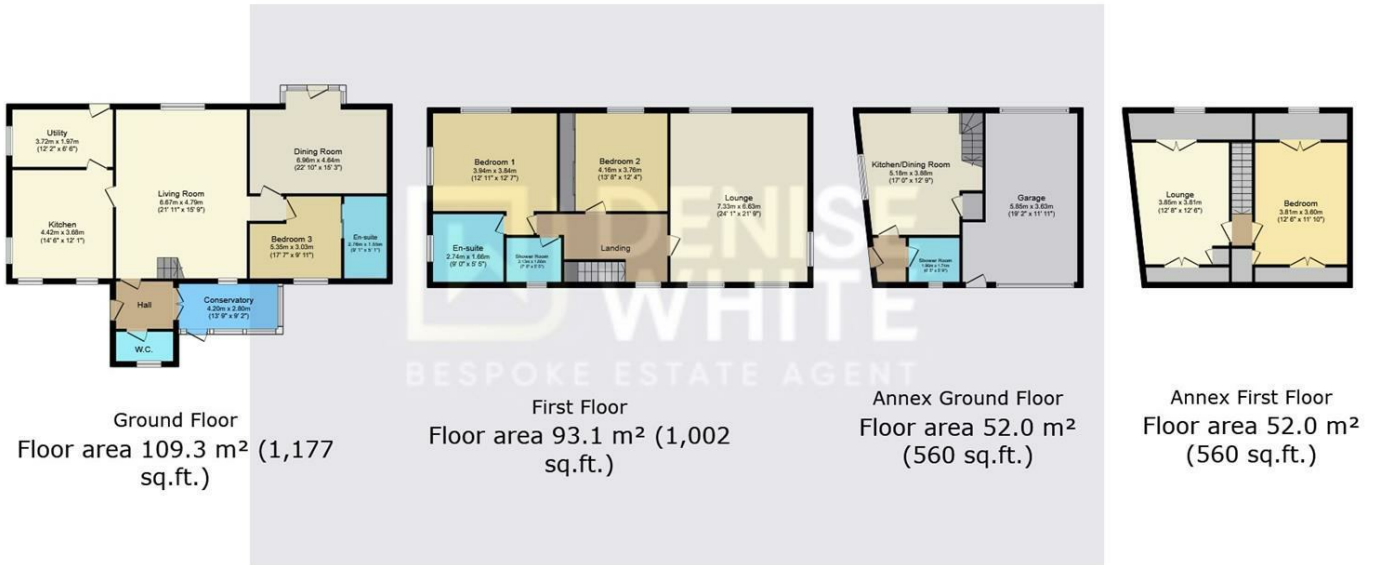 Utility
3.72m x 1.97m
(12' 2" x 6' 6")
Kitchen
4.42m x 3.68m
(14' 6" x 12' 1")
Living Room
6.67m x 4.79m
(21' 11" x 15' 9")
Dining Room
6.96m x 4.64m
(22' 10" x 15' 3")
Bedroom 3
5.35m x 3.03m
(17' 7" x 9' 11")
En-suite
(9' 1" x 5' 1")
Hall
Conservatory
4.20m x 2.80m
(13' 9" x 9' 2")
W.C.
Ground Floor
Floor area 109.3 m² (1,177
sq.ft.)
Bedroom 1
3.94m x 3.84m
(12' 11" x 12' 7")
Bedroom 2
4.16m x 3.76m
(13' 8" x 12' 4")
Lounge
7.33m x 6.63m
(24' 1" x 21' 9")
En-suite
2.74m x 1.66m
(9' 0" x 5' 5")
Shower Room
Landing
First Floor
Floor area 93.1 m² (1,002
sq.ft.)
DENISE
WHITE
BESPOKE ESTATE AGENT
Kitchen/Dining Room
5.18m x 3.88m
(17' 0" x 12' 9")
Garage
5.85m x 3.63m
(19' 2" x 11' 11")
Shower Room
Annex Ground Floor
Floor area 52.0 m²
(560 sq.ft.)
Lounge
3.85m x 3.81m
(12' 8" x 12' 6")
Bedroom
3.81m x 3.60m
(12' 6" x 11' 10")
Annex First Floor
Floor area 52.0 m²
(560 sq.ft.)